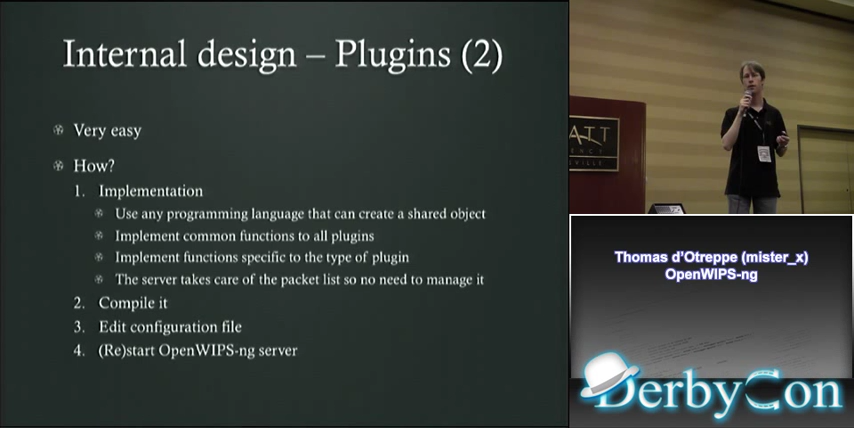 Internal design – Plugins (2)
Very easy
How?
1. Implementation
Use any programming language that can create a shared object
Implement common functions to all plugins
Implement functions specific to the type of plugin
The server takes care of the packet list so no need to manage it
2. Compile it
3. Edit configuration file
4. (Re)start OpenWIPS-ng server
ATT
ENCY
SVILLE
Thomas d'Otreppe (mister_x)
OpenWIPS-ng
DerbyCon